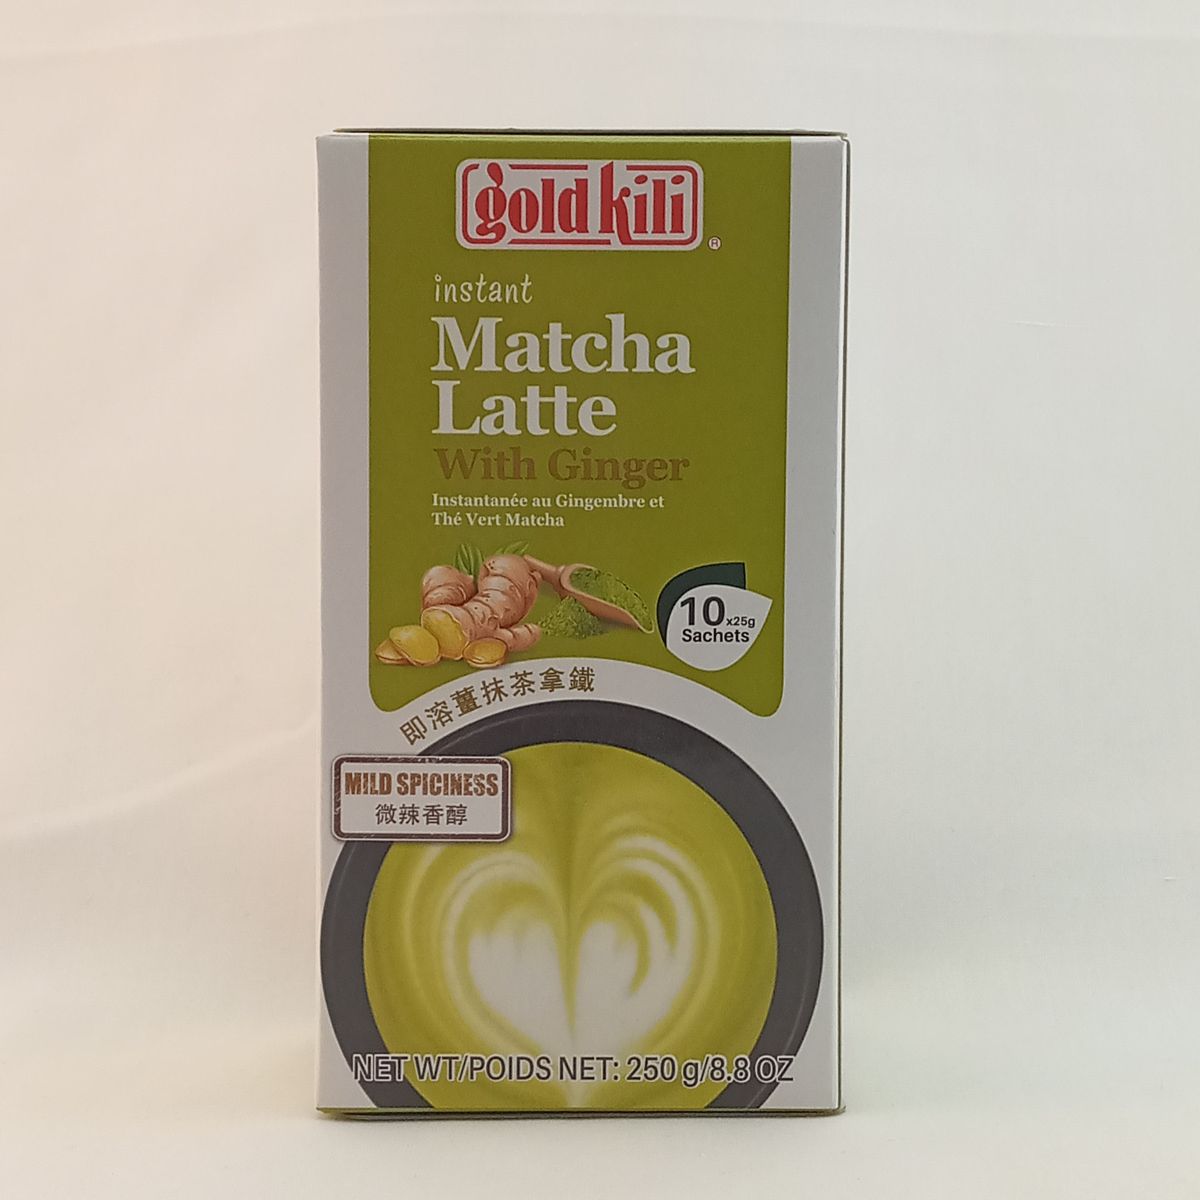 gold kili
®
instant
Matcha
Latte
With Ginger
Instantanée au Gingembre et
Thé Vert Matcha
10 x25g
Sachets
即溶薑抹茶拿鐵
MILD SPICINESS
微辣香醇
NET WT/POIDS NET: 250 g/8.8 OZ